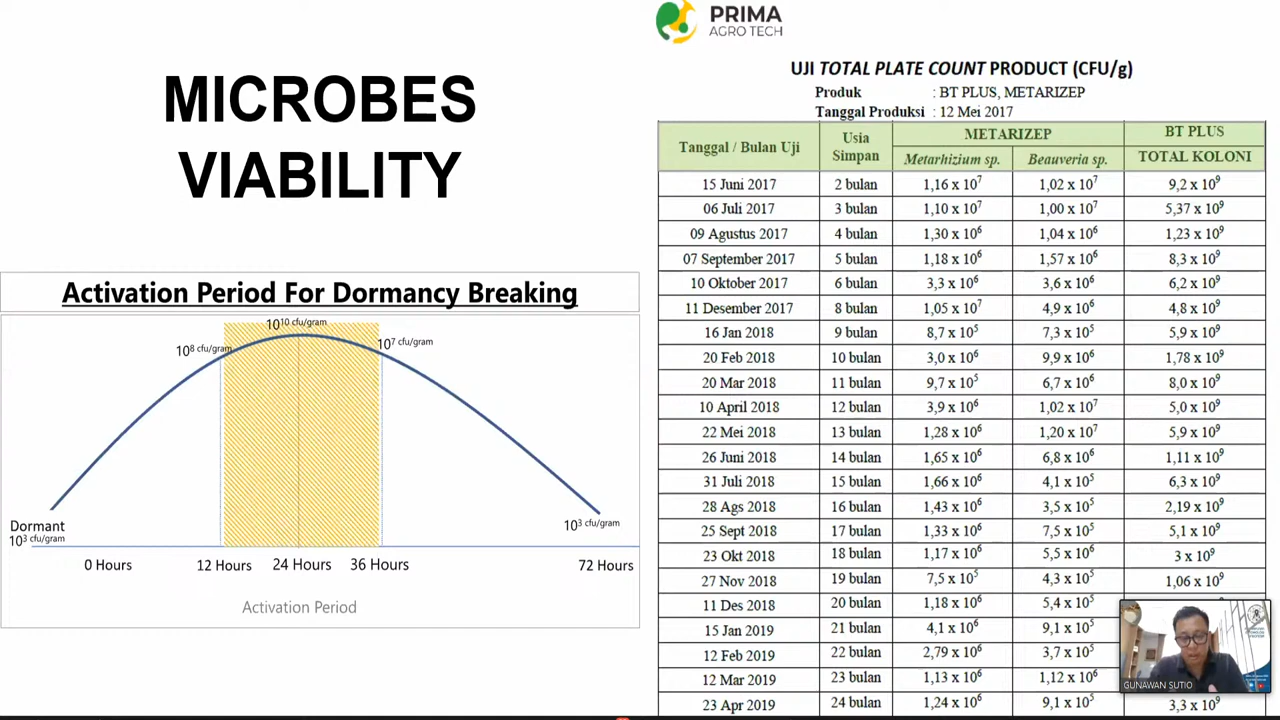 MICROBES
VIABILITY
Activation Period For Dormancy Breaking
10¹⁰ cfu/gram
10⁸ cfu/gram
10⁷ cfu/gram
Dormant
10³ cfu/gram
10³ cfu/gram
0 Hours 12 Hours 24 Hours 36 Hours 72 Hours
Activation Period
PRIMA
AGRO TECH
UJI TOTAL PLATE COUNT PRODUCT (CFU/g)
Produk : BT PLUS, METARIZEP
Tanggal Produksi : 12 Mei 2017
Tanggal / Bulan Uji Usia Simpan METARIZEP BT PLUS
Metarhizium sp. Beauveria sp. TOTAL KOLONI
15 Juni 2017 2 bulan 1,16 x 10⁷ 1,02 x 10⁷ 9,2 x 10⁹
06 Juli 2017 3 bulan 1,10 x 10⁷ 1,00 x 10⁷ 5,37 x 10⁹
09 Agustus 2017 4 bulan 1,30 x 10⁶ 1,04 x 10⁶ 1,23 x 10⁹
07 September 2017 5 bulan 1,18 x 10⁶ 1,57 x 10⁶ 8,3 x 10⁹
10 Oktober 2017 6 bulan 3,3 x 10⁶ 3,6 x 10⁶ 6,2 x 10⁹
11 Desember 2017 8 bulan 1,05 x 10⁷ 4,9 x 10⁶ 4,8 x 10⁹
16 Jan 2018 9 bulan 8,7 x 10⁵ 7,3 x 10⁵ 5,9 x 10⁹
20 Feb 2018 10 bulan 3,0 x 10⁶ 9,9 x 10⁶ 1,78 x 10⁹
20 Mar 2018 11 bulan 9,7 x 10⁵ 6,7 x 10⁶ 8,0 x 10⁹
10 April 2018 12 bulan 3,9 x 10⁶ 1,02 x 10⁷ 5,0 x 10⁹
22 Mei 2018 13 bulan 1,28 x 10⁶ 1,20 x 10⁷ 5,9 x 10⁹
26 Juni 2018 14 bulan 1,65 x 10⁶ 6,8 x 10⁶ 1,11 x 10⁹
31 Juli 2018 15 bulan 1,66 x 10⁶ 4,1 x 10⁵ 6,3 x 10⁹
28 Ags 2018 16 bulan 1,43 x 10⁶ 3,5 x 10⁵ 2,19 x 10⁹
25 Sept 2018 17 bulan 1,33 x 10⁶ 7,5 x 10⁵ 5,1 x 10⁹
23 Okt 2018 18 bulan 1,17 x 10⁶ 5,5 x 10⁶ 3 x 10⁹
27 Nov 2018 19 bulan 7,5 x 10⁵ 4,3 x 10⁵ 1,06 x 10⁹
11 Des 2018 20 bulan 1,18 x 10⁶ 5,4 x 10⁵
15 Jan 2019 21 bulan 4,1 x 10⁶ 9,1 x 10⁵
12 Feb 2019 22 bulan 2,79 x 10⁶ 3,7 x 10⁵
12 Mar 2019 23 bulan 1,13 x 10⁶ 1,12 x 10⁶
23 Apr 2019 24 bulan 1,24 x 10⁶ 9,1 x 10⁵ 3,3 x 10⁹
GUNAWAN SUTIO